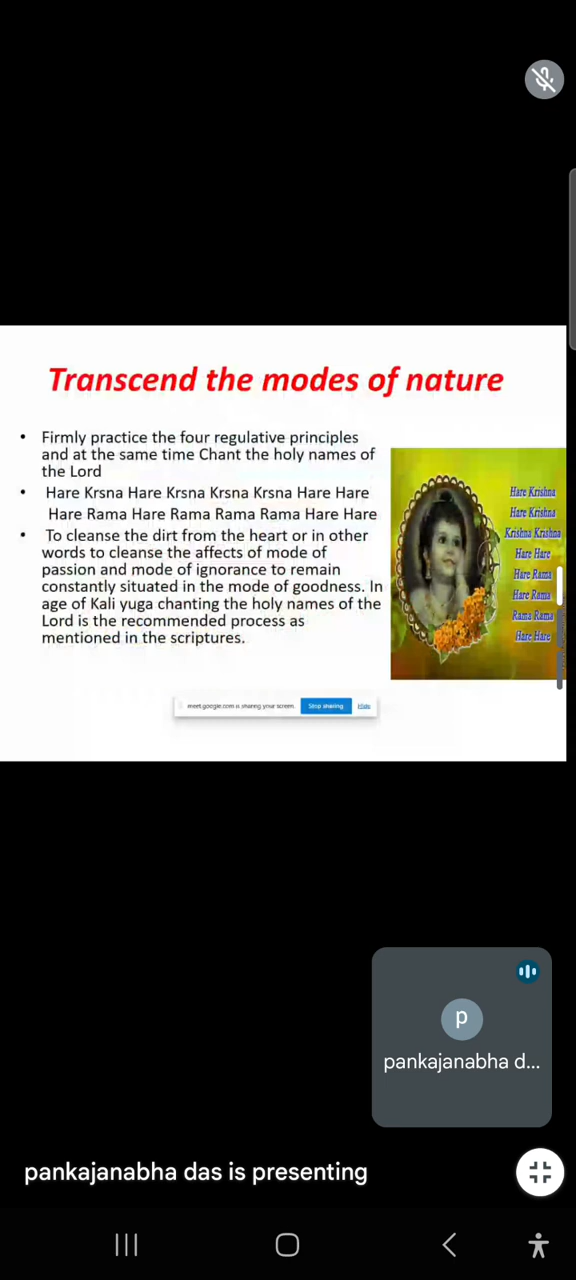 Transcend the modes of nature
• Firmly practice the four regulative principles
and at the same time Chant the holy names of
the Lord
• Hare Krsna Hare Krsna Krsna Krsna Hare Hare
Hare Rama Hare Rama Rama Rama Hare Hare
• To cleanse the dirt from the heart or in other
words to cleanse the affects of mode of
passion and mode of ignorance to remain
constantly situated in the mode of goodness. In
age of Kali yuga chanting the holy names of the
Lord is the recommended process as
mentioned in the scriptures.
Hare Krishna
Hare Krishna
Krishna Krishna
Hare Hare
Hare Rama
Hare Rama
Rama Rama
Hare Hare
meet.google.com is sharing your screen. Stop sharing Hide
p
pankajanabha d...
pankajanabha das is presenting